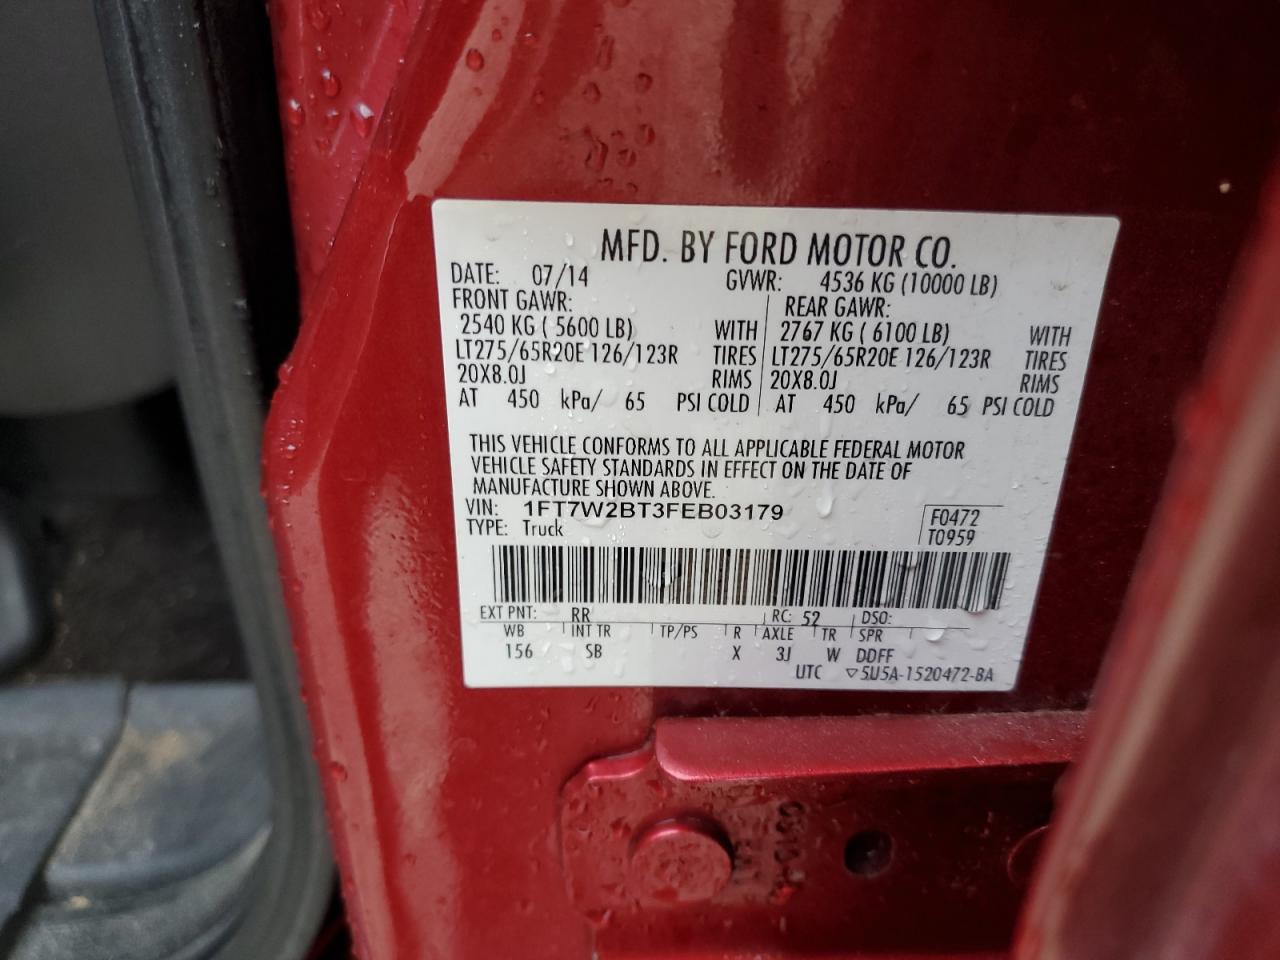 MFD. BY FORD MOTOR CO.
DATE: 07/14 GVWR: 4536 KG (10000 LB)
FRONT GAWR: REAR GAWR:
2540 KG ( 5600 LB) WITH 2767 KG ( 6100 LB) WITH
LT275/65R20E 126/123R TIRES LT275/65R20E 126/123R TIRES
20X8.0J RIMS 20X8.0J RIMS
AT 450 kPa/ 65 PSI COLD AT 450 kPa/ 65 PSI COLD
THIS VEHICLE CONFORMS TO ALL APPLICABLE FEDERAL MOTOR
VEHICLE SAFETY STANDARDS IN EFFECT ON THE DATE OF
MANUFACTURE SHOWN ABOVE.
VIN: 1FT7W2BT3FEB03179 F0472
TYPE: Truck T0959
EXT PNT: RR RC: 52 DSO:
WB INT TR TP/PS R AXLE TR SPR
156 SB X 3J W DDFF
UTC ▽5U5A-1520472-BA